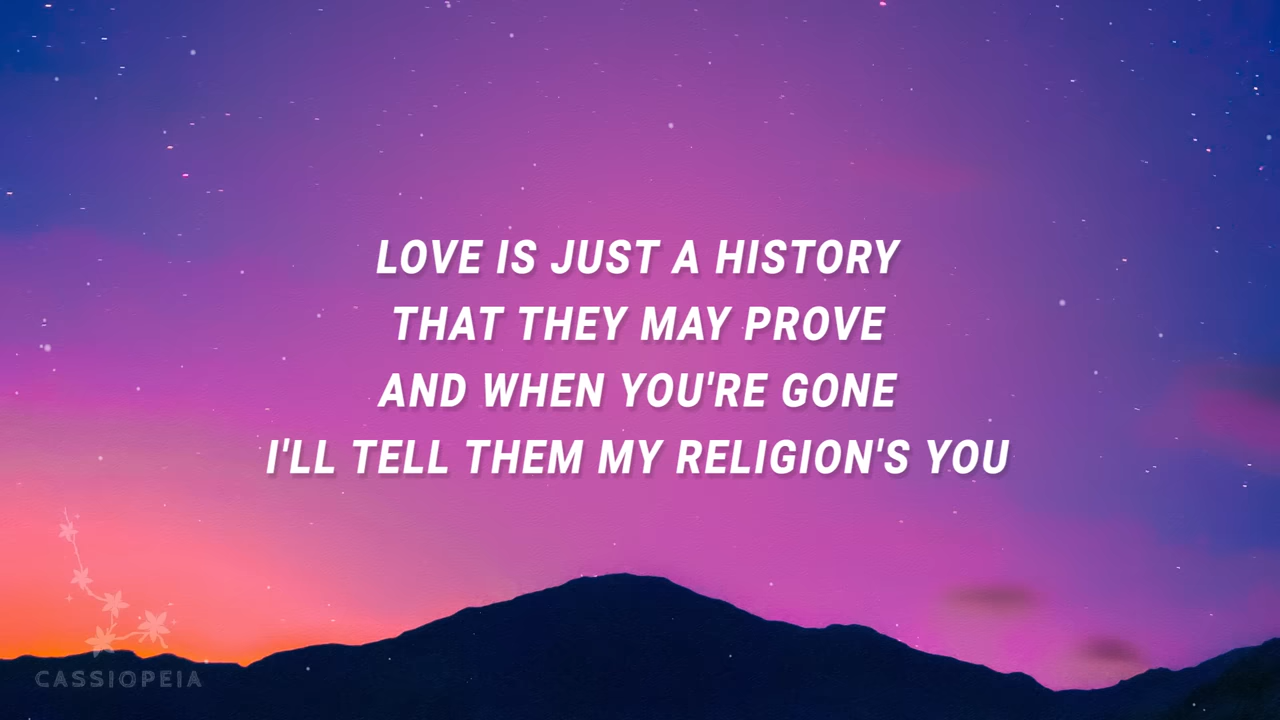 LOVE IS JUST A HISTORY
THAT THEY MAY PROVE
AND WHEN YOU'RE GONE
I'LL TELL THEM MY RELIGION'S YOU
CASSIOPEIA